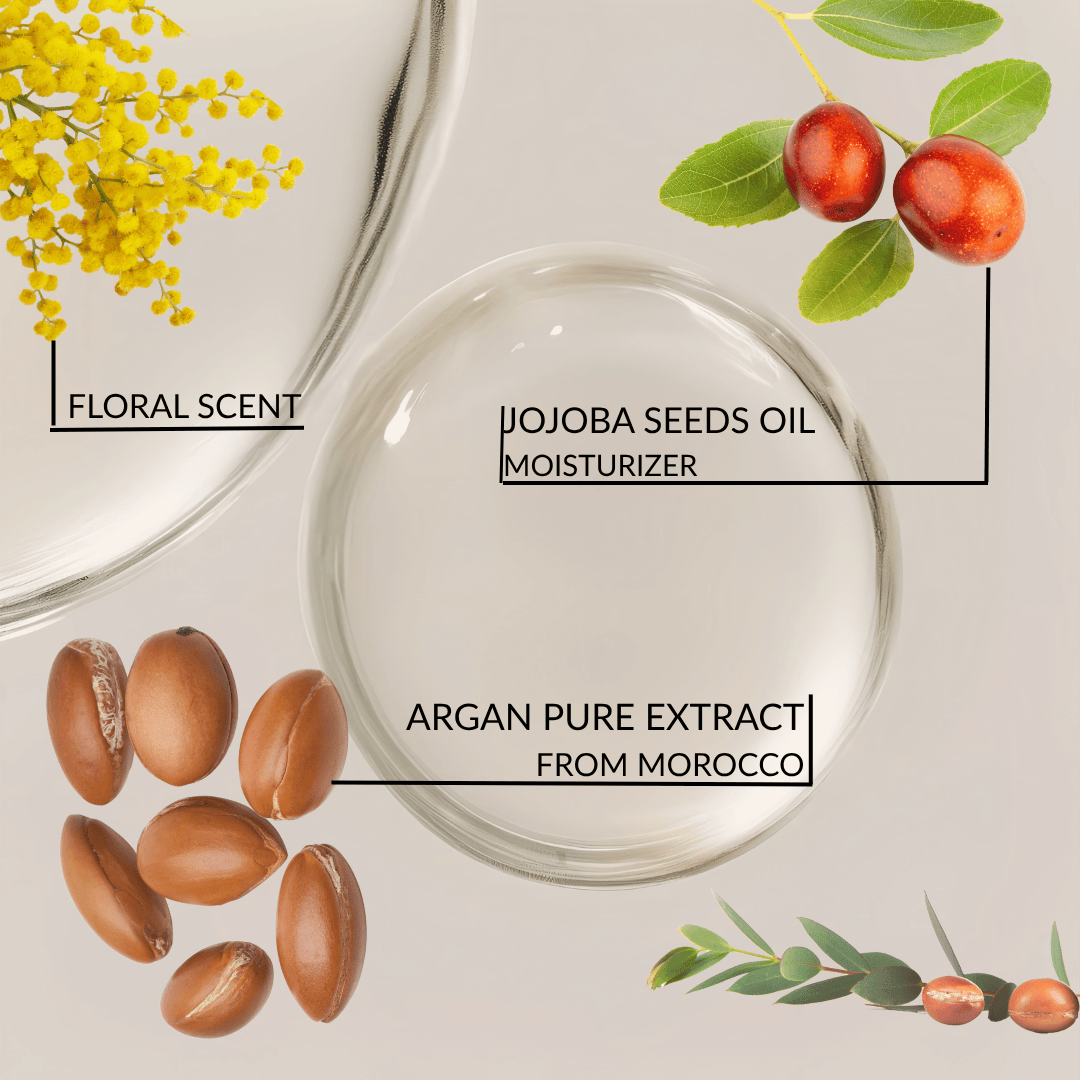 FLORAL SCENT
JOJOBA SEEDS OIL
MOISTURIZER
ARGAN PURE EXTRACT
FROM MOROCCO